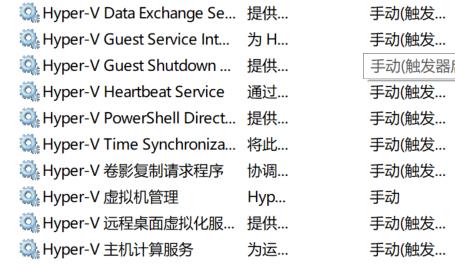 Hyper-V Data Exchange Se... 提供... 手动(触发...
Hyper-V Guest Service Int... 为 H... 手动(触发...
Hyper-V Guest Shutdown ... 提供... 手动(触发器
Hyper-V Heartbeat Service 通过... 手动(触发...
Hyper-V PowerShell Direct... 提供... 手动(触发...
Hyper-V Time Synchroniza... 将此... 手动(触发...
Hyper-V 卷影复制请求程序 协调... 手动(触发...
Hyper-V 虚拟机管理 Hyp... 手动
Hyper-V 远程桌面虚拟化服... 提供... 手动(触发...
Hyper-V 主机计算服务 为运... 手动(触发...